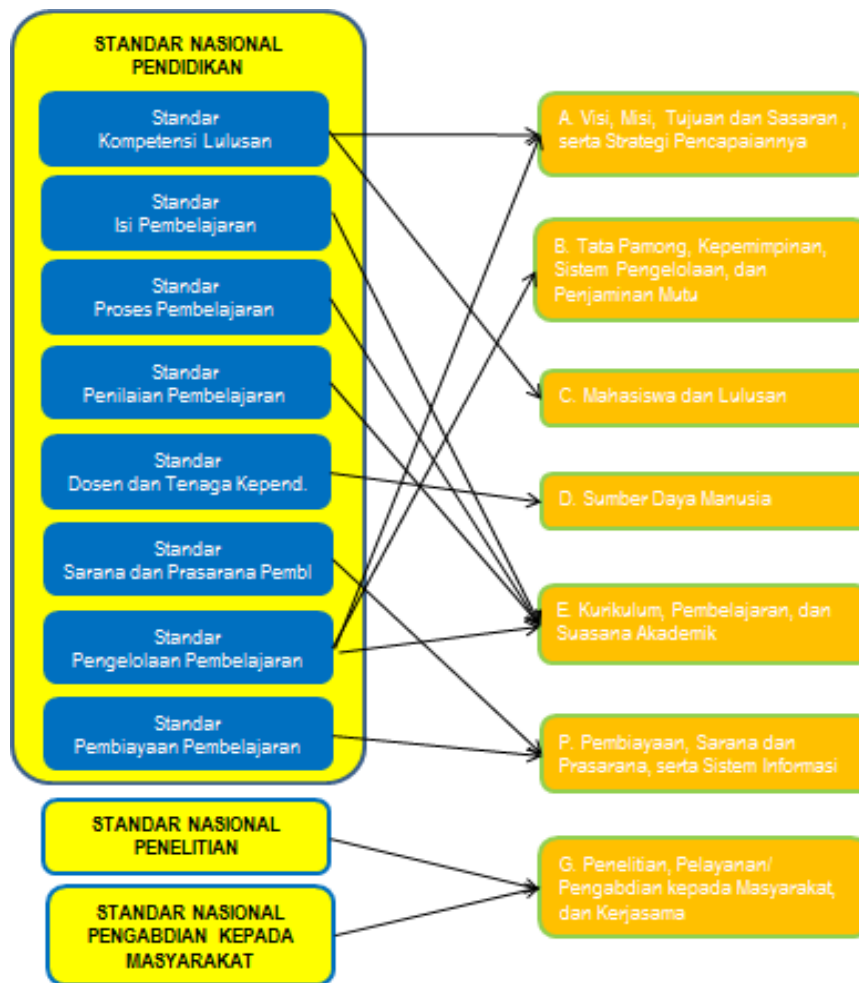 STANDAR NASIONAL
PENDIDIKAN
Standar
Kompetensi Lulusan
Standar
Isi Pembelajaran
Standar
Proses Pembelajaran
Standar
Penilaian Pembelajaran
Standar
Dosen dan Tenaga Kepend.
Standar
Sarana dan Prasarana Pembl
Standar
Pengelolaan Pembelajaran
Standar
Pembiayaan Pembelajaran
STANDAR NASIONAL
PENELITIAN
STANDAR NASIONAL
PENGABDIAN KEPADA
MASYARAKAT
A. Visi, Misi, Tujuan dan Sasaran ,
serta Strategi Pencapaiannya
B. Tata Pamong, Kepemimpinan,
Sistem Pengelolaan, dan
Penjaminan Mutu
C. Mahasiswa dan Lulusan
D. Sumber Daya Manusia
E. Kurikulum, Pembelajaran, dan
Suasana Akademik
P. Pembiayaan, Sarana dan
Prasarana, serta Sistem Informasi
G. Penelitian, Pelayanan/
Pengabdian kepada Masyarakat,
dan Kerjasama